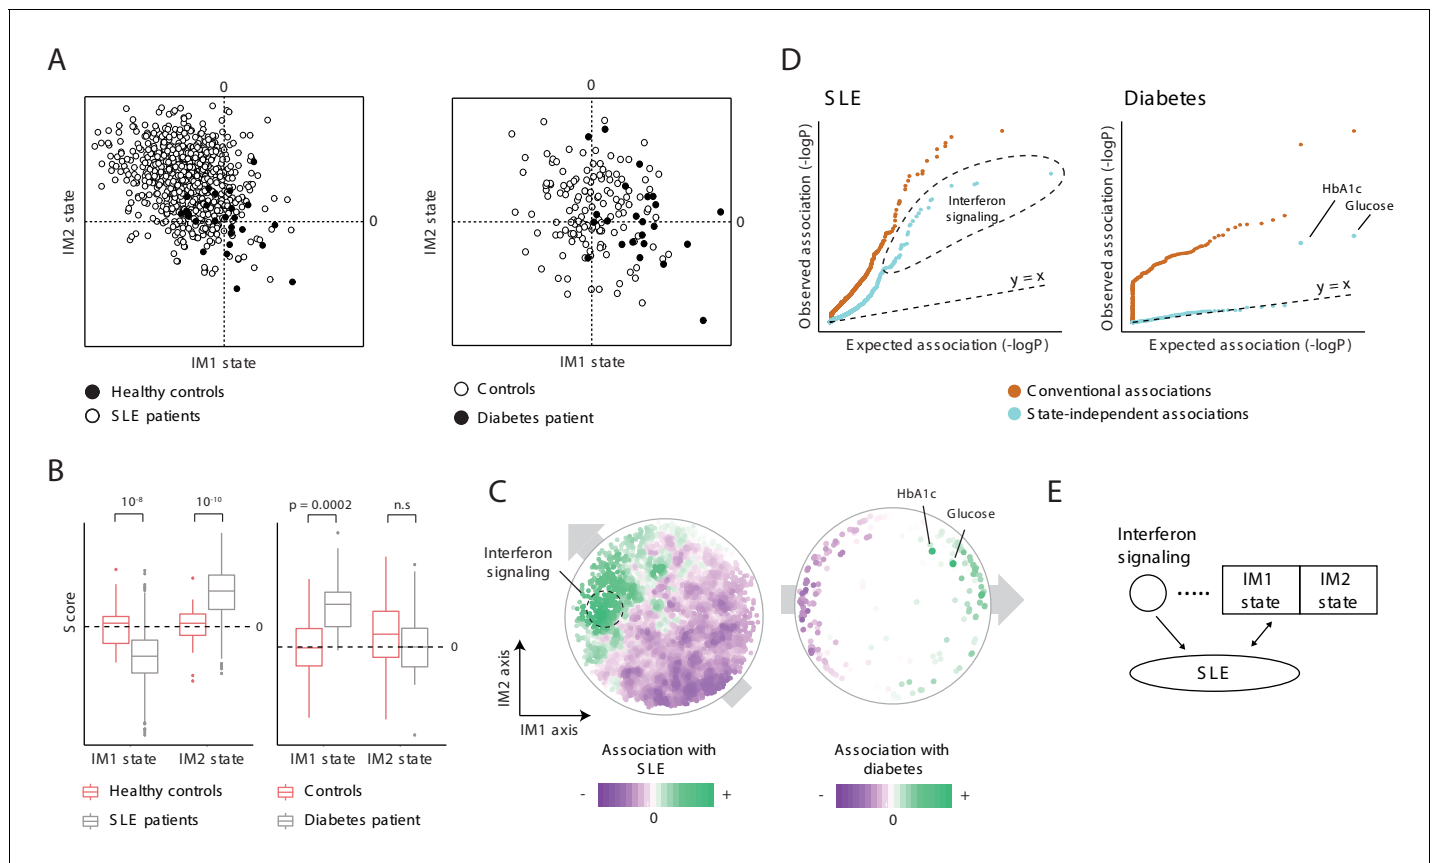 A
0
0
IM2 state
IM1 state
Healthy controls
SLE patients
0
0
IM2 state
IM1 state
Controls
Diabetes patient
B
10-8
10-10
Score
0
IM1 state
IM2 state
Healthy controls
SLE patients
p = 0.0002
n.s
0
IM1 state
IM2 state
Controls
Diabetes patient
C
Interferon
signaling
IM2 axis
IM1 axis
Association with
SLE
-
+
0
HbA1c
Glucose
Association with
diabetes
-
+
0
D
SLE
Observed association (-logP)
Interferon
signaling
y = x
Expected association (-logP)
Diabetes
Observed association (-logP)
HbA1c
Glucose
y = x
Expected association (-logP)
Conventional associations
State-independent associations
E
Interferon
signaling
IM1
state
IM2
state
SLE